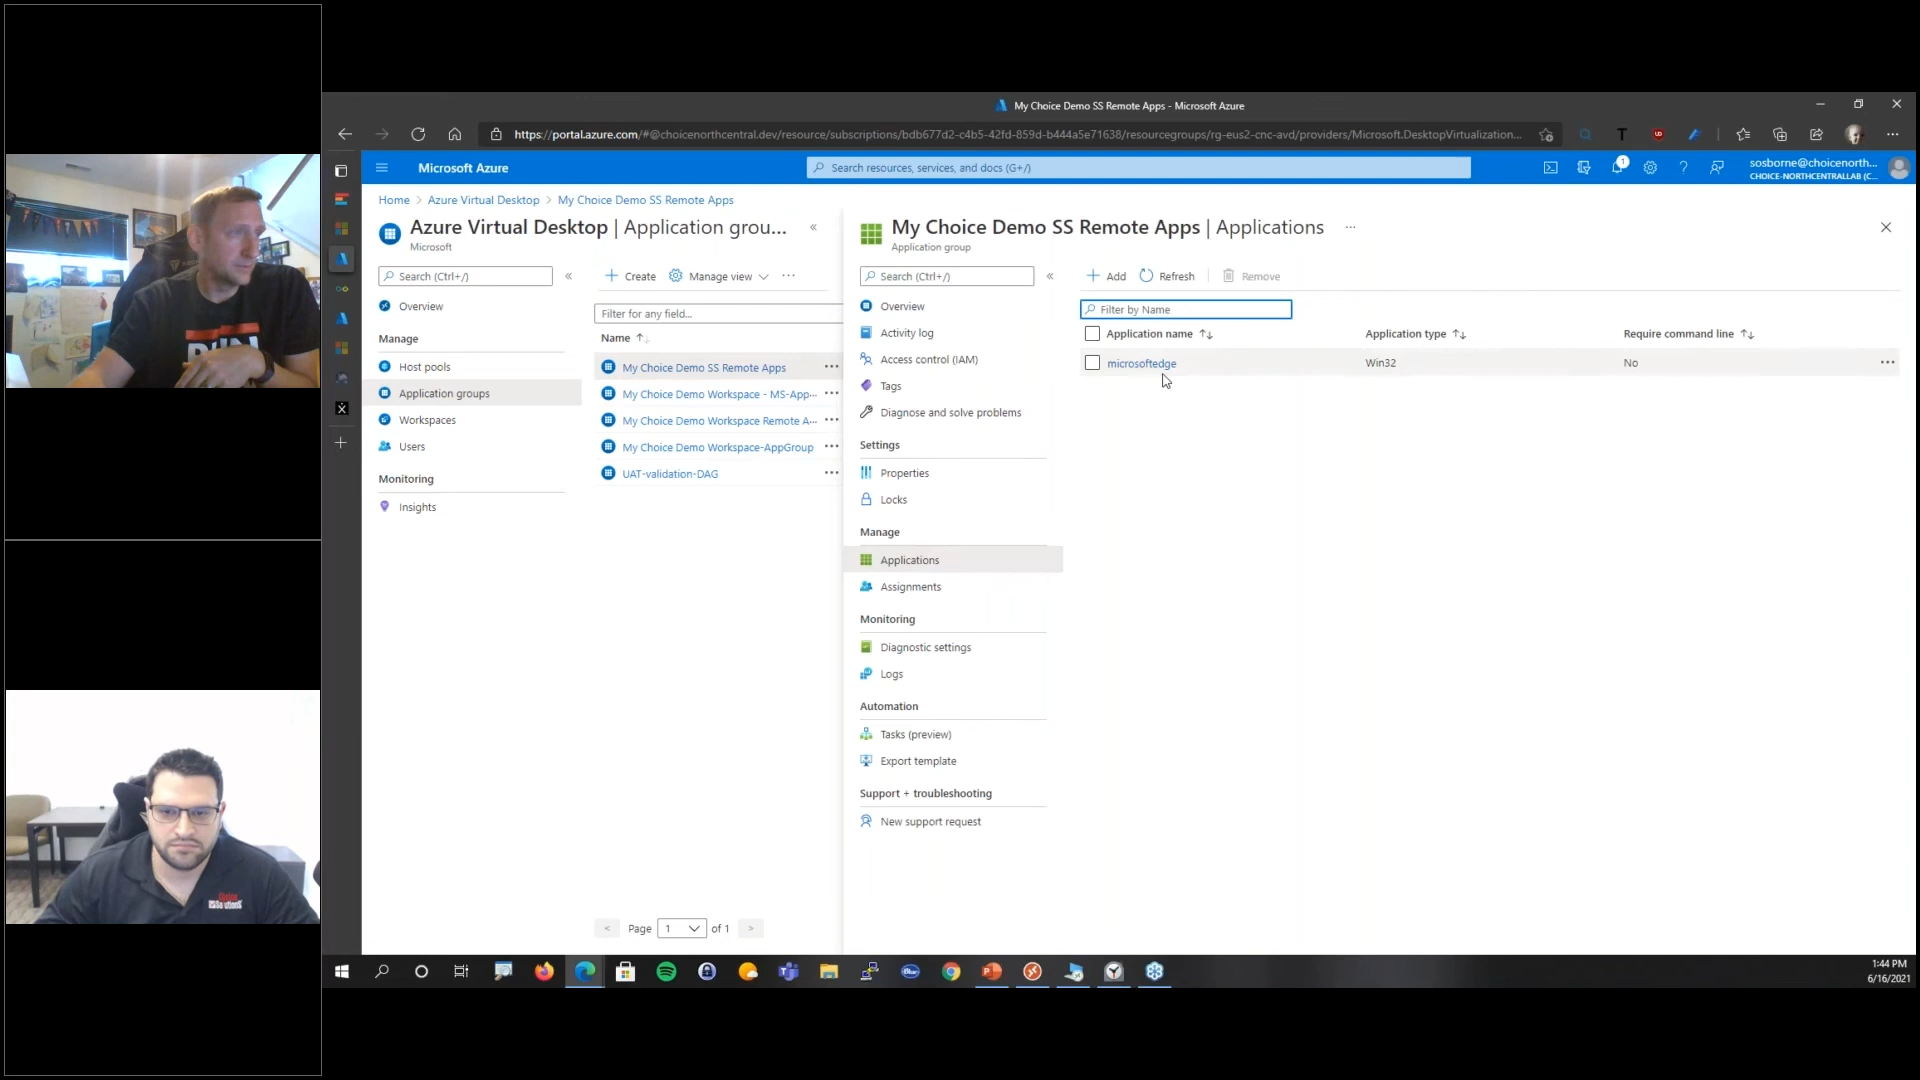 My Choice Demo SS Remote Apps - Microsoft Azure
https://portal.azure.com/#@choicenorthcentral.dev/resource/subscriptions/bdb677d2-c4b5-42fd-859d-b444a5e71638/resourcegroups/rg-eus2-cnc-avd/providers/Microsoft.DesktopVirtualization...
Microsoft Azure
Search resources, services, and docs (G+/)
1
sosborne@choicenorth...
CHOICE-NORTHCENTRALLAB (C...
Home > Azure Virtual Desktop > My Choice Demo SS Remote Apps
Azure Virtual Desktop | Application grou...
Microsoft
Search (Ctrl+/)
Overview
Manage
Host pools
Application groups
Workspaces
Users
Monitoring
Insights
Create
Manage view
Filter for any field...
Name
My Choice Demo SS Remote Apps
My Choice Demo Workspace - MS-App...
My Choice Demo Workspace Remote A...
My Choice Demo Workspace-AppGroup
UAT-validation-DAG
< Page 1 of 1 >
My Choice Demo SS Remote Apps | Applications
Application group
Search (Ctrl+/)
Overview
Activity log
Access control (IAM)
Tags
Diagnose and solve problems
Settings
Properties
Locks
Manage
Applications
Assignments
Monitoring
Diagnostic settings
Logs
Automation
Tasks (preview)
Export template
Support + troubleshooting
New support request
Add
Refresh
Remove
Filter by Name
Application name
Application type
Require command line
microsoftedge
Win32
No
1:44 PM
6/16/2021